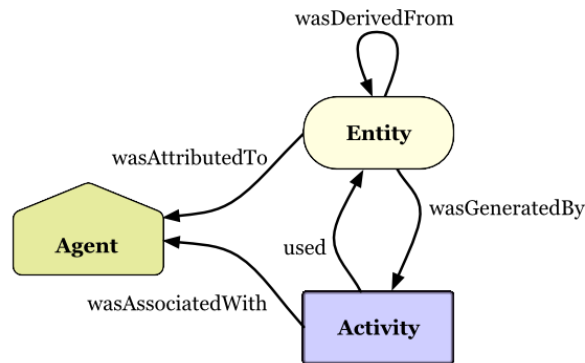 wasDerivedFrom
Entity
wasAttributedTo
wasGeneratedBy
Agent
used
wasAssociatedWith
Activity